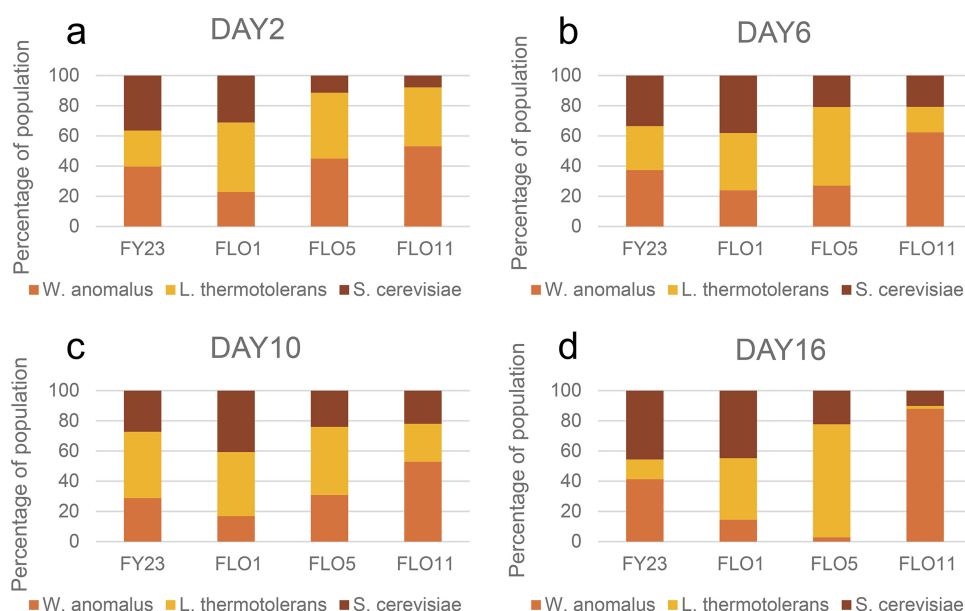 a
DAY2
Percentage of population
100
80
60
40
20
0
FY23 FLO1 FLO5 FLO11
W. anomalus L. thermotolerans S. cerevisiae
b
DAY6
Percentage of population
100
80
60
40
20
0
FY23 FLO1 FLO5 FLO11
W. anomalus L. thermotolerans S. cerevisiae
c
DAY10
Percentage of population
100
80
60
40
20
0
FY23 FLO1 FLO5 FLO11
W. anomalus L. thermotolerans S. cerevisiae
d
DAY16
Percentage of population
100
80
60
40
20
0
FY23 FLO1 FLO5 FLO11
W. anomalus L. thermotolerans S. cerevisiae